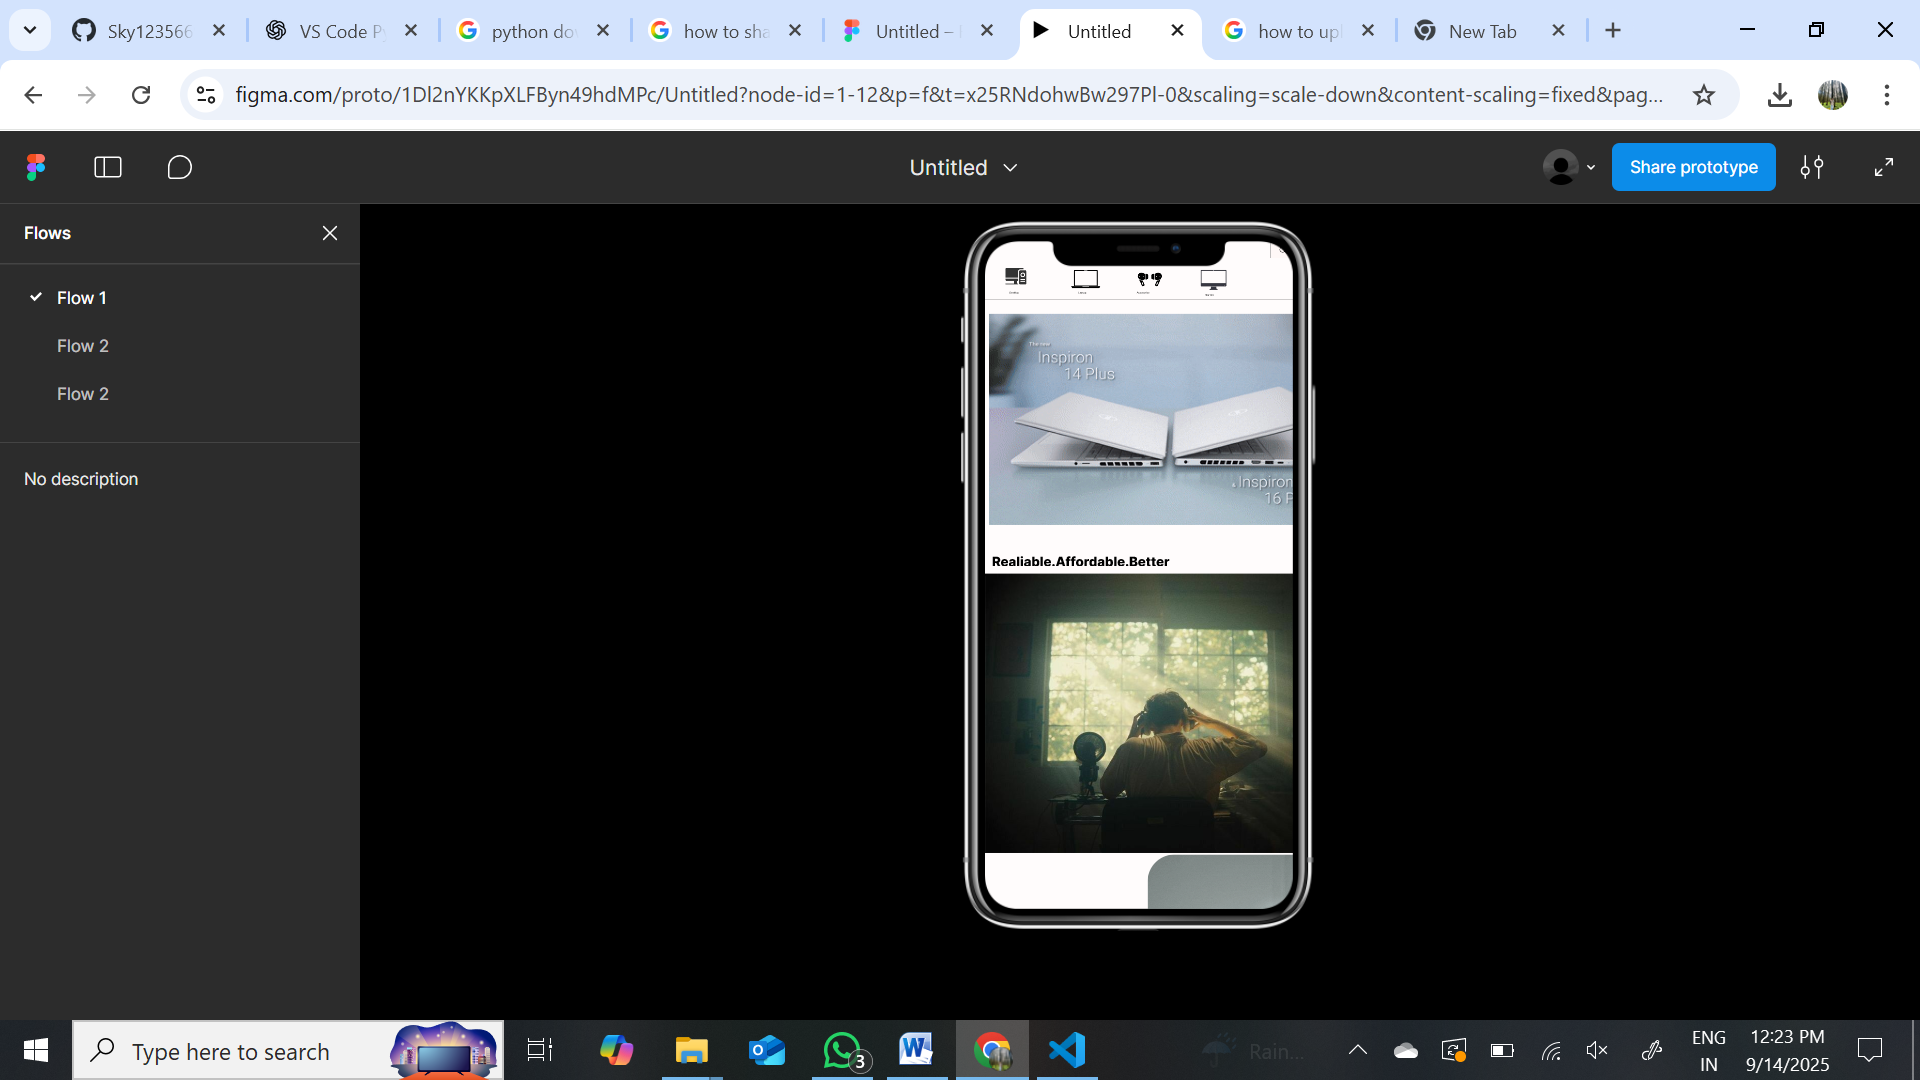 Sky123566
VS Code Py
python dov
how to sha
Untitled –
Untitled
how to upl
New Tab
figma.com/proto/1Dl2nYKKpXLFByn49hdMPc/Untitled?node-id=1-12&p=f&t=x25RNdohwBw297Pl-0&scaling=scale-down&content-scaling=fixed&pag...
Untitled
Share prototype
Flows
Flow 1
Flow 2
Flow 2
No description
The new
Inspiron
14 Plus
Inspiron
16 P
Realiable.Affordable.Better
Type here to search
3
Rain...
ENG
IN
12:23 PM
9/14/2025